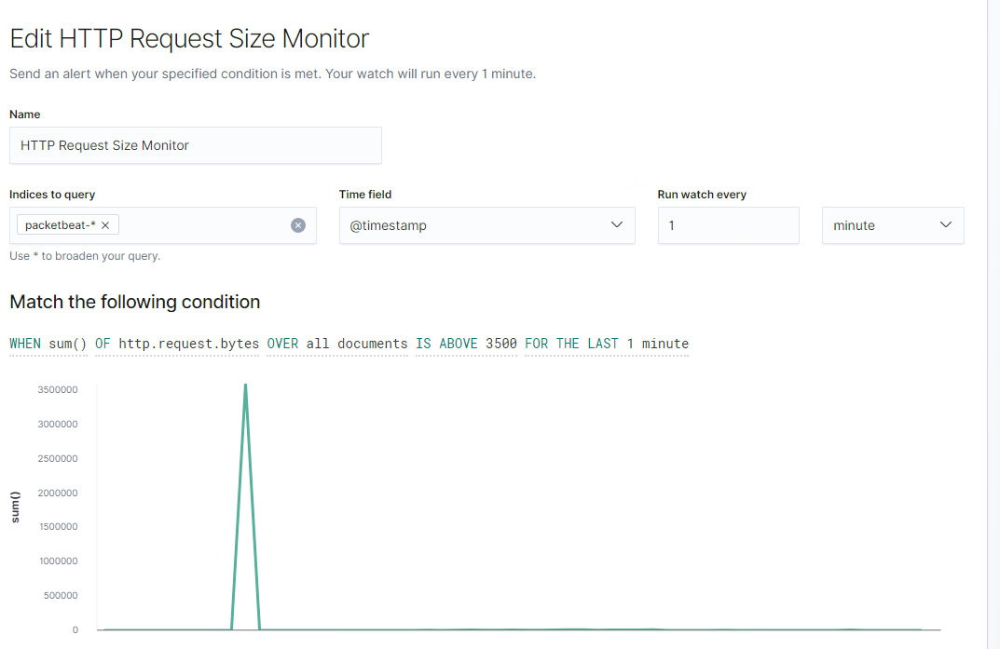 Edit HTTP Request Size Monitor
Send an alert when your specified condition is met. Your watch will run every 1 minute.
Name
HTTP Request Size Monitor
Indices to query
Time field
Run watch every
packetbeat-*
@timestamp
1
minute
Use * to broaden your query.
Match the following condition
WHEN sum() OF http.request.bytes OVER all documents IS ABOVE 3500 FOR THE LAST 1 minute
3500000
3000000
2500000
2000000
1500000
1000000
500000
0
sum()